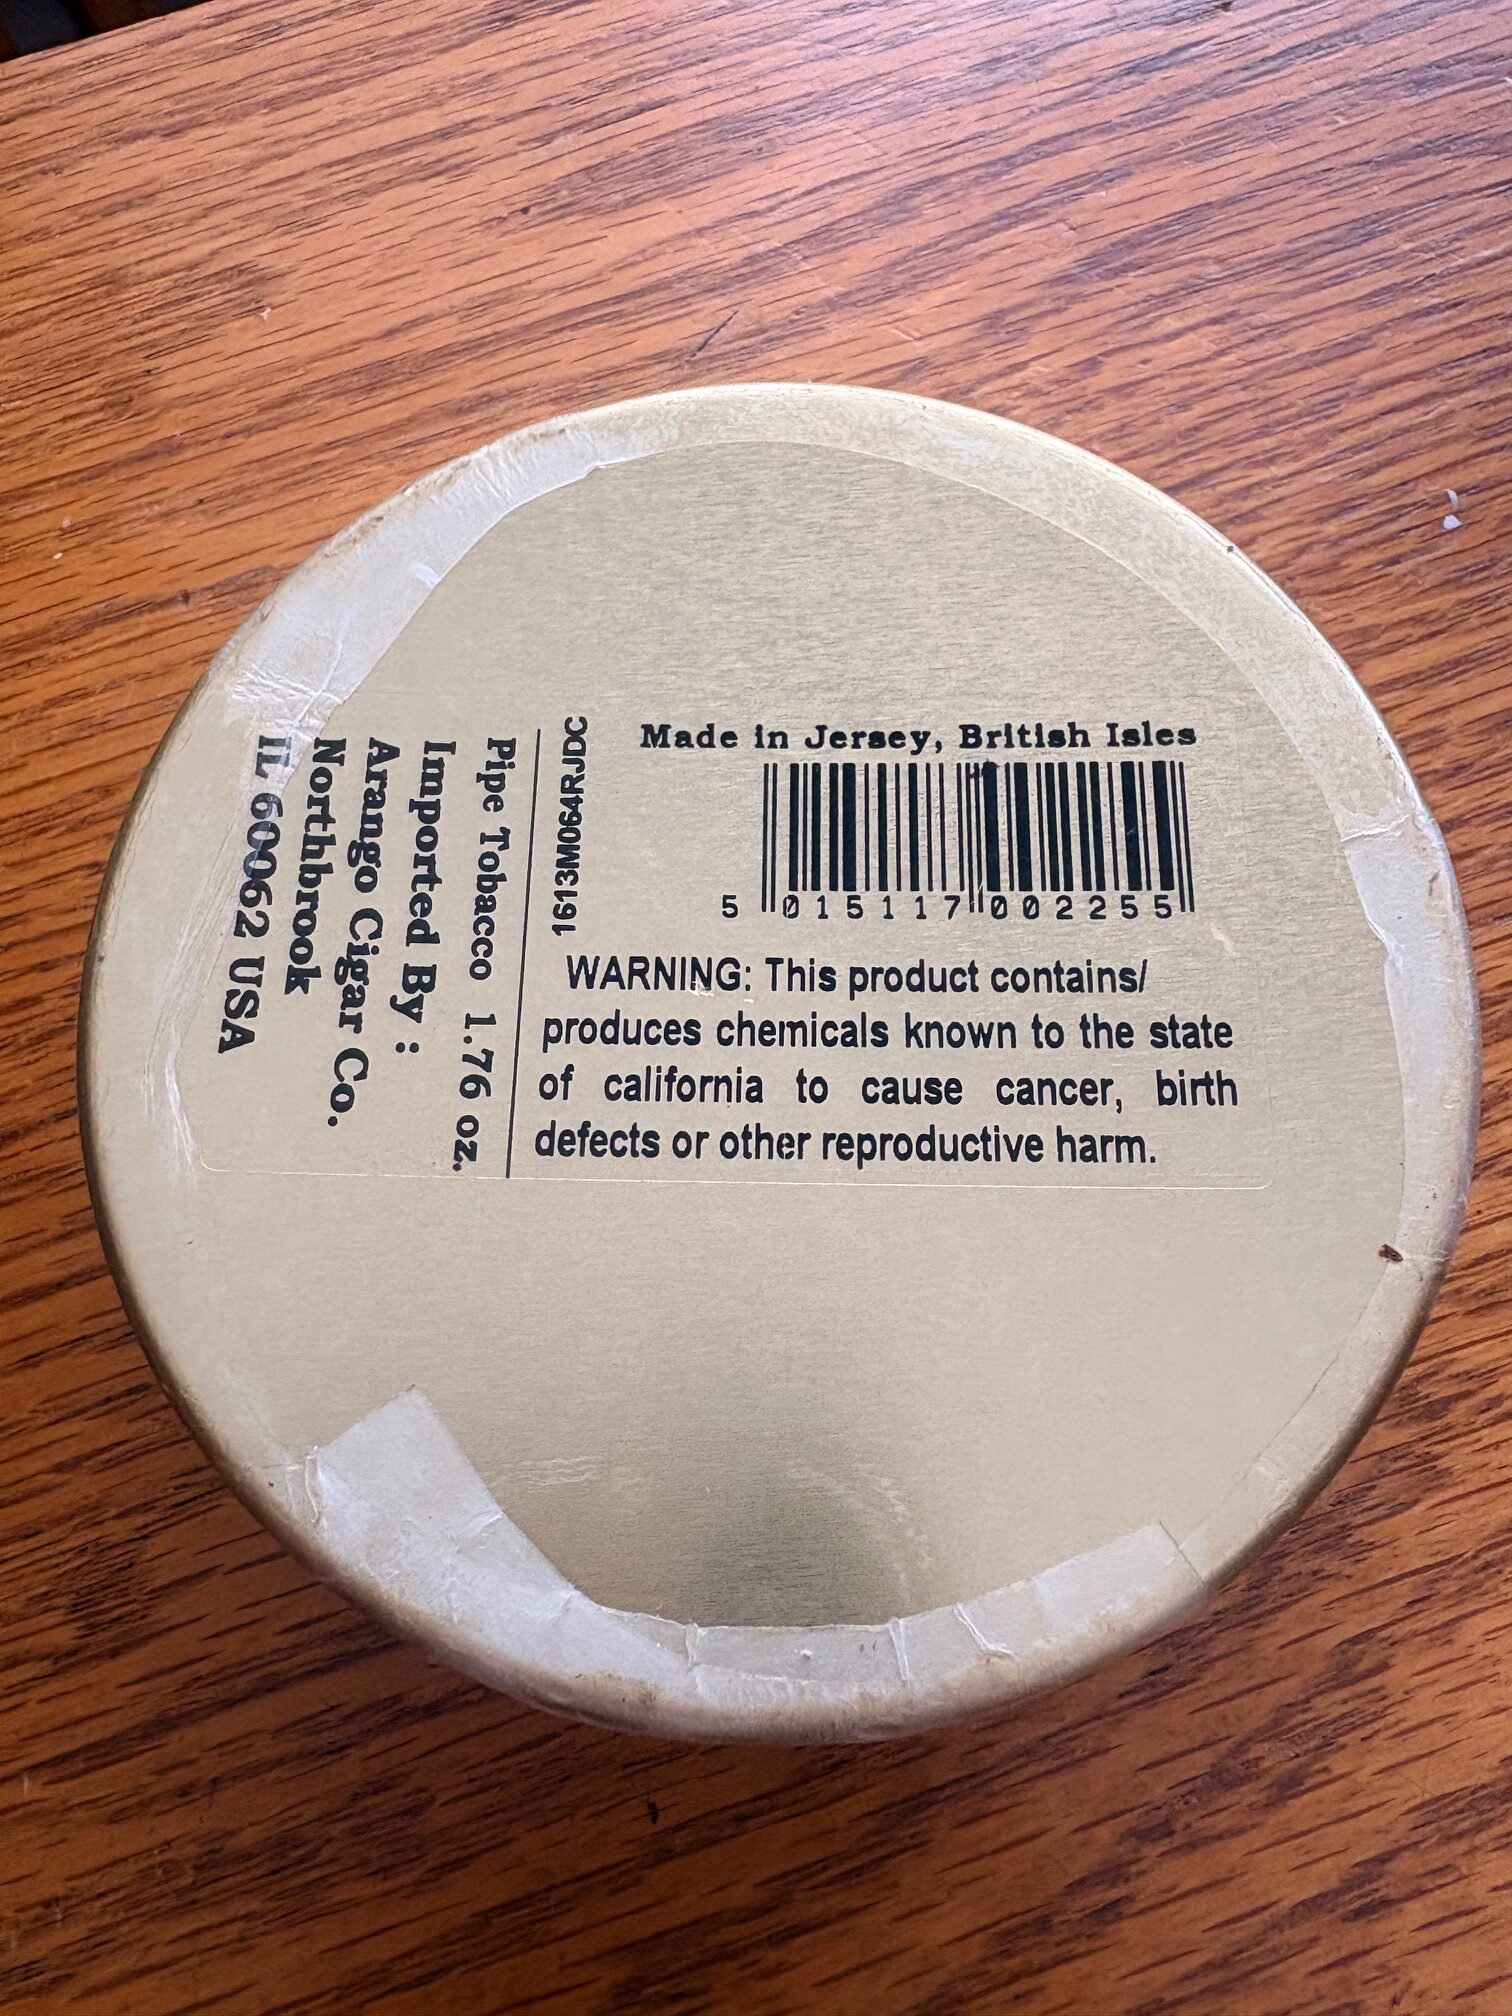 Made in Jersey, British Isles
5 015117 002255
WARNING: This product contains/
produces chemicals known to the state
of california to cause cancer, birth
defects or other reproductive harm.
1613M064RJDC
Pipe Tobacco 1.76 oz.
Imported By :
Arango Cigar Co.
Northbrook
IL 60062 USA